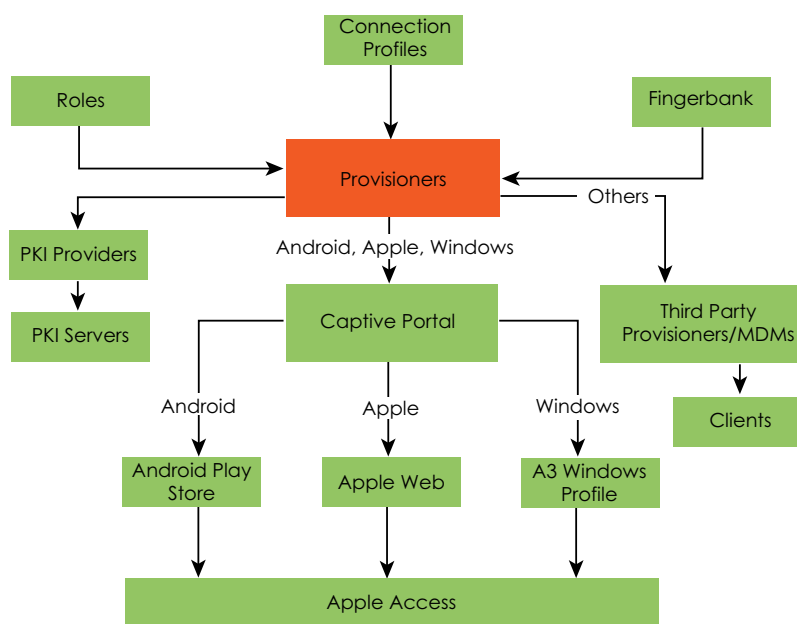 Connection
Profiles
Roles
Fingerbank
Provisioners
Others
PKI Providers
Android, Apple, Windows
PKI Servers
Captive Portal
Third Party
Provisioners/MDMs
Android
Apple
Windows
Clients
Android Play
Store
Apple Web
A3 Windows
Profile
Apple Access